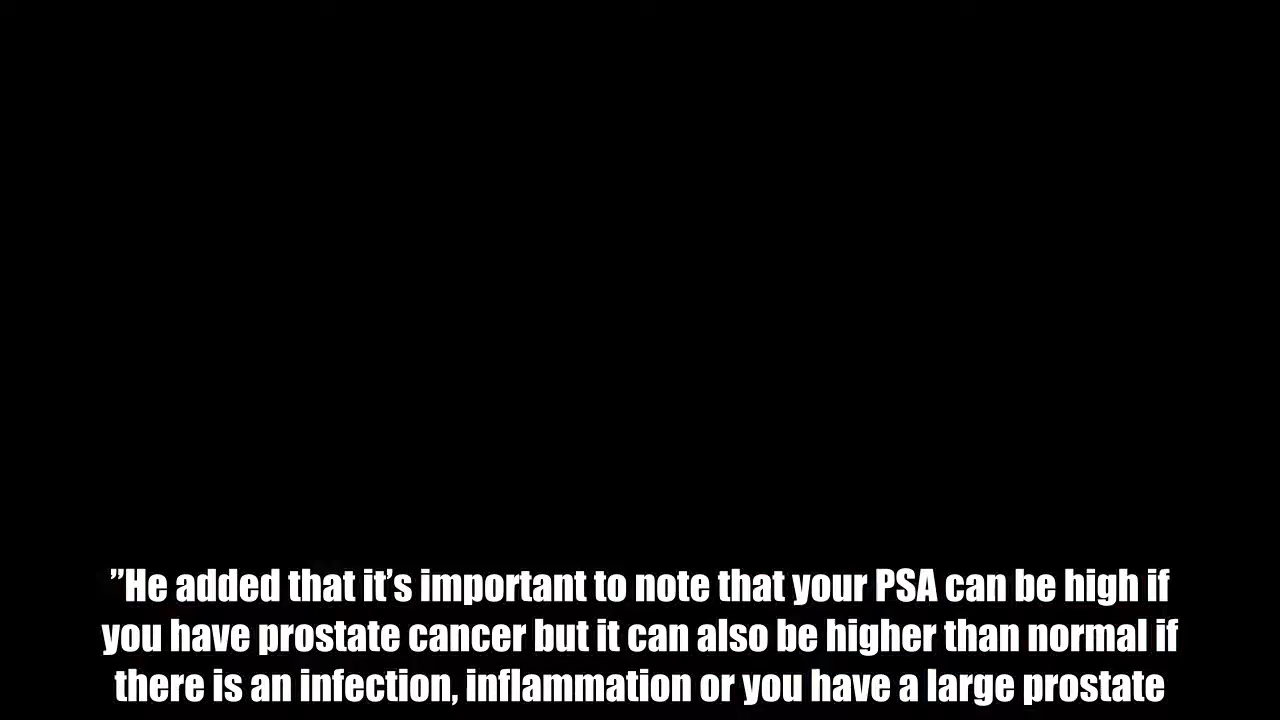 ”He added that it’s important to note that your PSA can be high if
you have prostate cancer but it can also be higher than normal if
there is an infection, inflammation or you have a large prostate